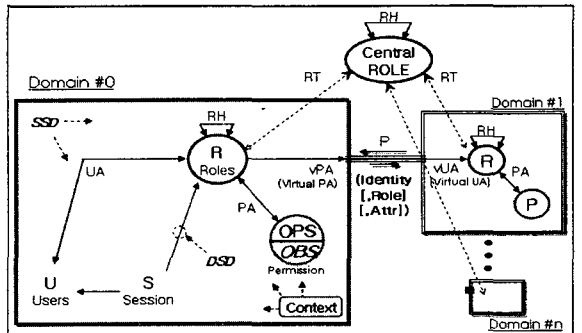 RH
Central
ROLE
Domain #0
RT
RT
Domain #1
SSD
RH
RH
P
R
Roles
vPA
(Virtual PA)
vUA
(Virtual UA)
R
UA
(Identity
[,Role]
[,Attr])
PA
PA
P
OPS
OBS
Permission
DSD
U
Users
S
Session
Context
Domain #n